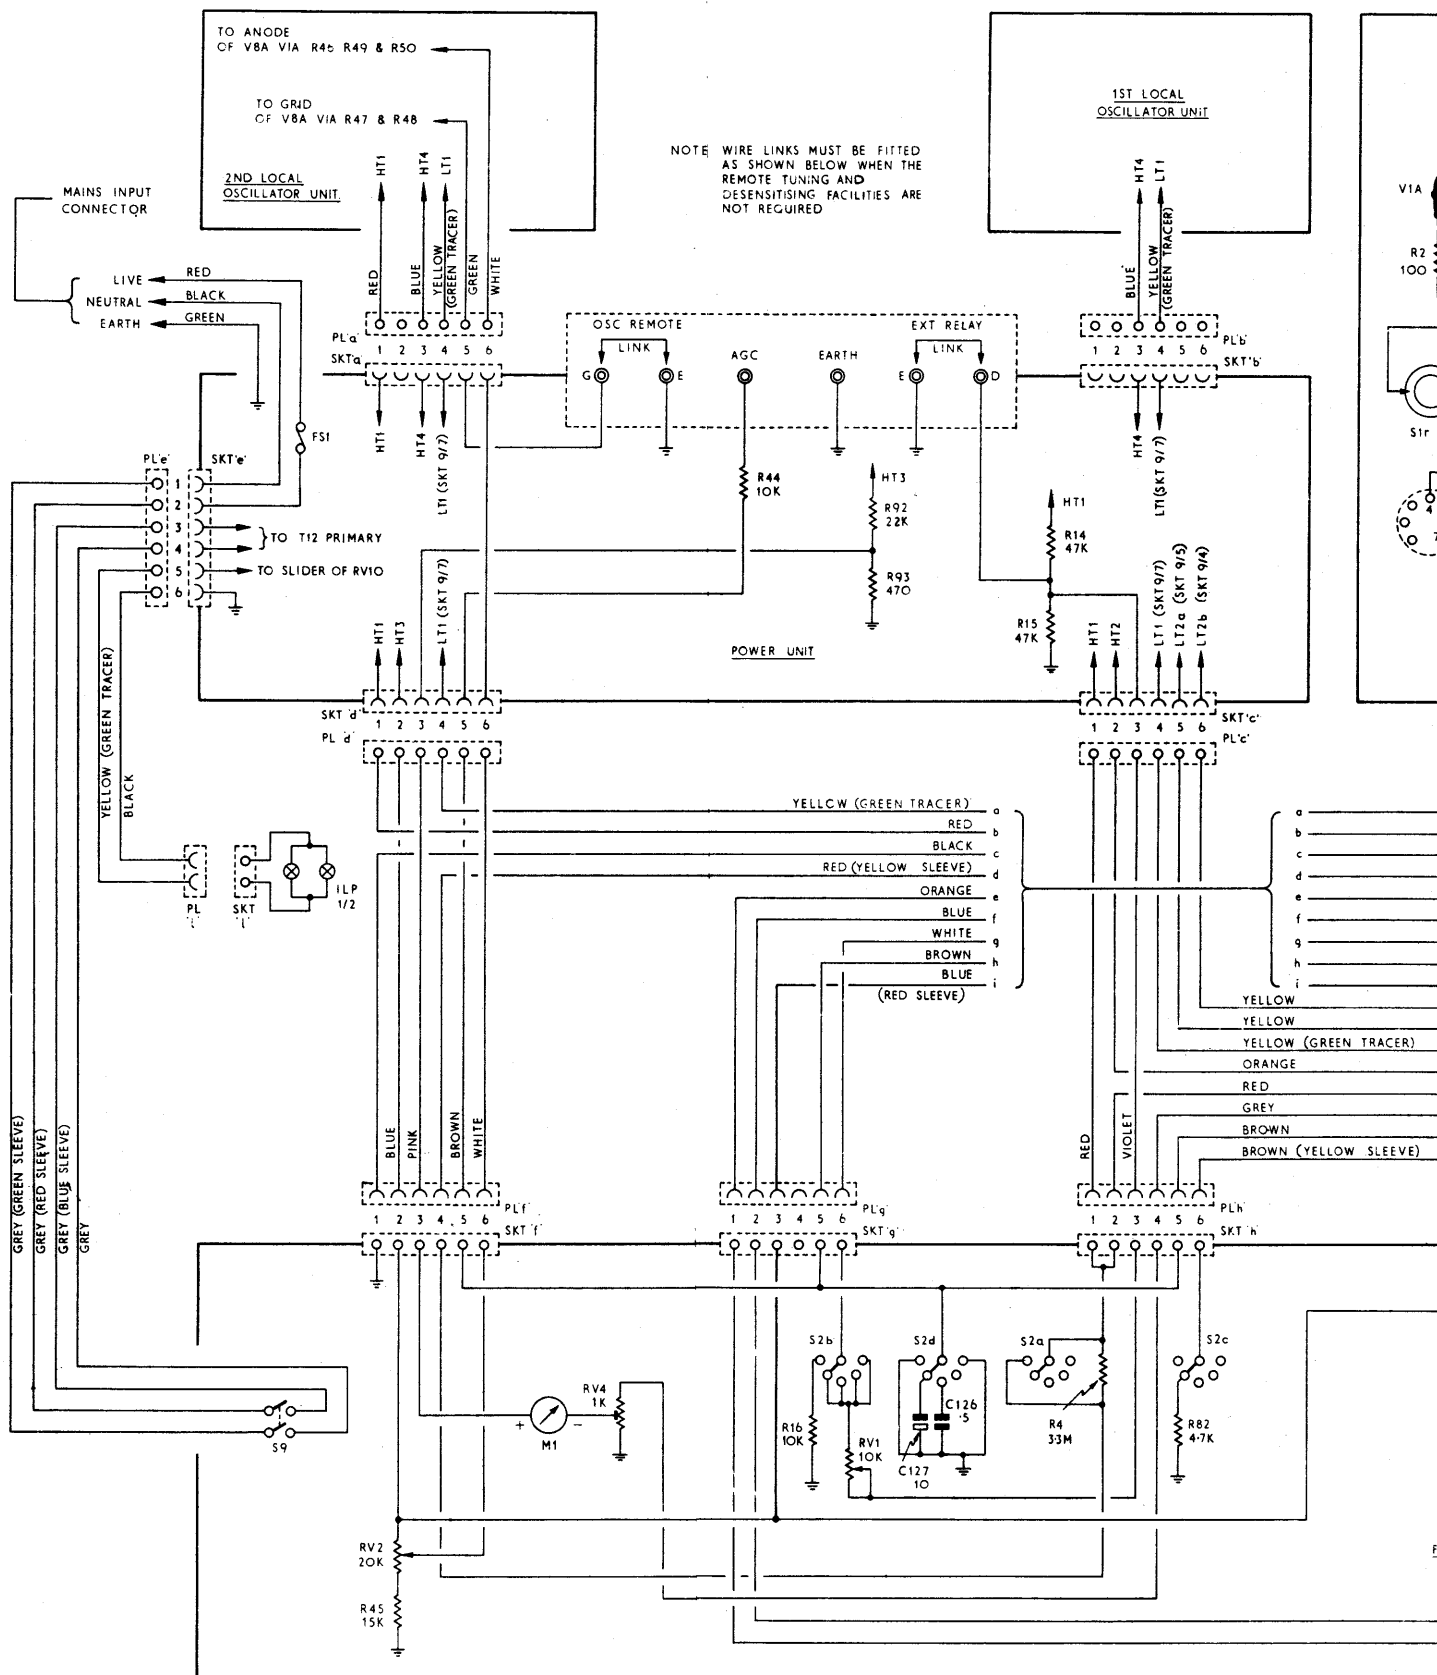 TO ANODE
OF V8A VIA R46 R49 & R50
TO GRID
OF V8A VIA R47 & R48
2ND LOCAL
OSCILLATOR UNIT.
HT1
HT4
LT1
RED
BLUE
YELLOW
(GREEN TRACER)
GREEN
WHITE
1ST LOCAL
OSCILLATOR UNIT
HT4
LT1
BLUE
YELLOW
(GREEN TRACER)
NOTE WIRE LINKS MUST BE FITTED
AS SHOWN BELOW WHEN THE
REMOTE TUNING AND
DESENSITISING FACILITIES ARE
NOT REQUIRED
MAINS INPUT
CONNECTOR
LIVE RED
NEUTRAL BLACK
EARTH GREEN
V1A
R2
100
S1r
4
7
PL'a'
1 2 3 4 5 6
SKT'a'
OSC REMOTE
LINK
G E
AGC
EARTH
EXT RELAY
LINK
E D
PL'b'
1 2 3 4 5 6
SKT'b'
HT1
HT4
LT1 (SKT 9/7)
HT4
LT1 (SKT 9/7)
FS1
PL'e'
SKT'e'
1
2
3
4
5
6
TO T12 PRIMARY
TO SLIDER OF RV10
R44
10K
HT3
R92
22K
R93
470
HT1
R14
47K
R15
47K
POWER UNIT
HT1
HT3
LT1 (SKT 9/7)
HT1
HT2
LT1 (SKT 9/7)
LT2a (SKT 9/5)
LT2b (SKT 9/4)
SKT 'd'
1 2 3 4 5 6
PL 'd'
SKT'c'
1 2 3 4 5 6
PL'c'
YELLOW (GREEN TRACER)
BLACK
PL
SKT
ILP
1/2
YELLOW (GREEN TRACER) a
RED b
BLACK c
RED (YELLOW SLEEVE) d
ORANGE e
BLUE f
WHITE g
BROWN h
BLUE i
(RED SLEEVE)
a
b
c
d
e
f
g
h
i
YELLOW
YELLOW
YELLOW (GREEN TRACER)
ORANGE
RED
GREY
BROWN
BROWN (YELLOW SLEEVE)
GREY (GREEN SLEEVE)
GREY (RED SLEEVE)
GREY (BLUE SLEEVE)
GREY
BLUE
PINK
BROWN
WHITE
RED
VIOLET
PL'f'
1 2 3 4 5 6
SKT 'f'
PL'g'
1 2 3 4 5 6
SKT'g'
PL'h'
1 2 3 4 5 6
SKT 'h'
S2b
S2d
S2a
S2c
RV4
1K
+ -
M1
S9
R16
10K
RV1
10K
C126
·5
C127
10
R4
3·3M
R82
4·7K
RV2
20K
R45
15K